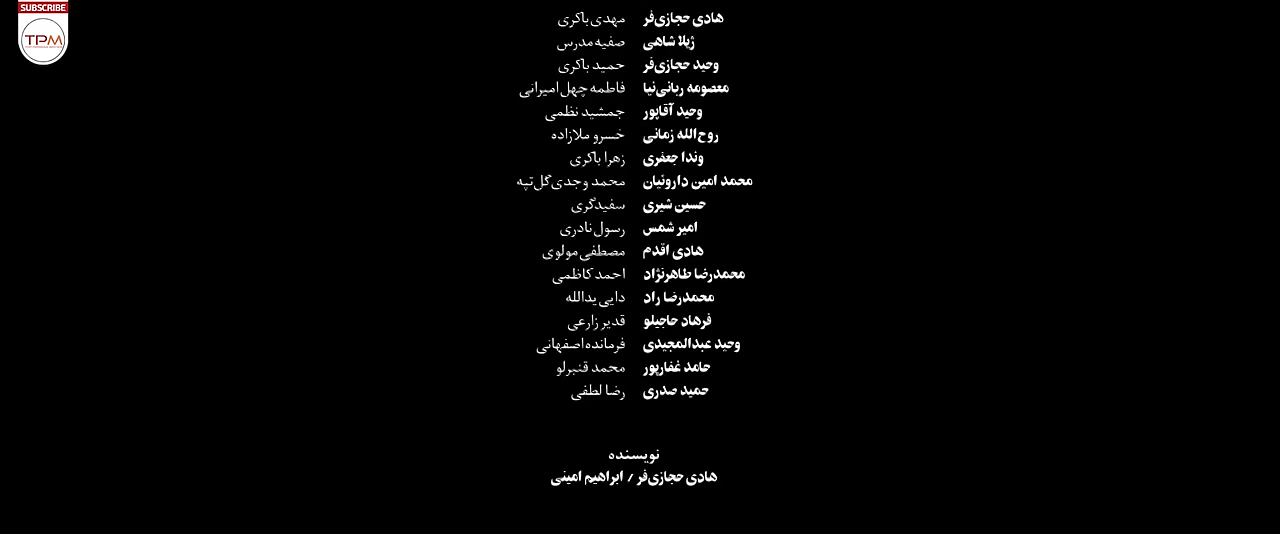 SUBSCRIBE
TPM
هادی حجازی‌فر مهدی باکری
ژیلا شاهی صفیه مدرس
وحید حجازی‌فر حمید باکری
معصومه ربانی‌نیا فاطمه چهل امیرانی
وحید آقاپور جمشید نظمی
روح‌الله زمانی خسرو ملازاده
وندا جعفری زهرا باکری
محمد امین دارونیان محمد وجدی گل‌تپه
حسین شیری سفیدگری
امیر شمس رسول نادری
هادی اقدم مصطفی مولوی
محمدرضا طاهرنژاد احمد کاظمی
محمدرضا راد دایی یدالله
فرهاد حاجیلو قدیر زارعی
وحید عبدالمجیدی فرمانده اصفهانی
حامد غفارپور محمد قنبرلو
حمید صدری رضا لطفی
نویسنده
هادی حجازی‌فر / ابراهیم امینی